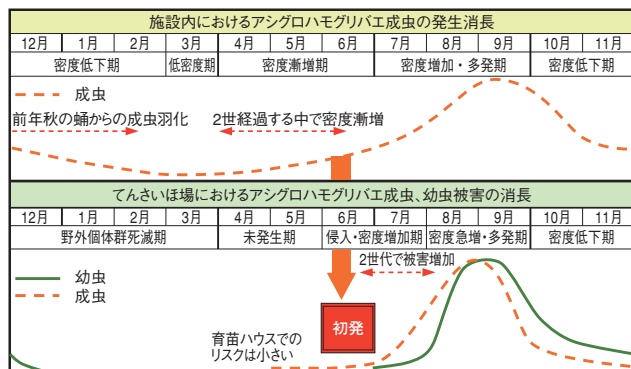 施設内におけるアシグロハモグリバエ成虫の発生消長
12月 1月 2月 3月 4月 5月 6月 7月 8月 9月 10月 11月
密度低下期 低密度期 密度漸増期 密度増加・多発期 密度低下期
成虫
前年秋の蛹からの成虫羽化 2世経過する中で密度漸増
てんさいほ場におけるアシグロハモグリバエ成虫、幼虫被害の消長
12月 1月 2月 3月 4月 5月 6月 7月 8月 9月 10月 11月
野外個体群死滅期 未発生期 侵入・密度増加期 密度急増・多発期 密度低下期
2世代で被害増加
幼虫
成虫
初発
育苗ハウスでの
リスクは小さい